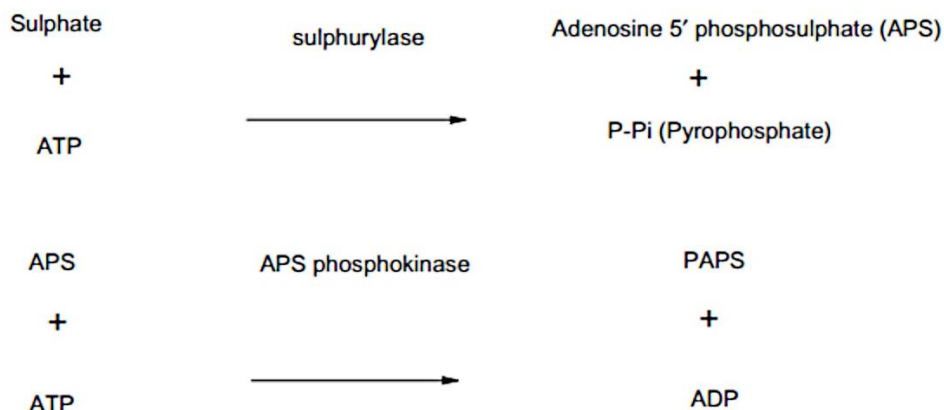 Sulphate
sulphurylase
Adenosine 5′ phosphosulphate (APS)
+
+
ATP
P-Pi (Pyrophosphate)
APS
APS phosphokinase
PAPS
+
+
ATP
ADP